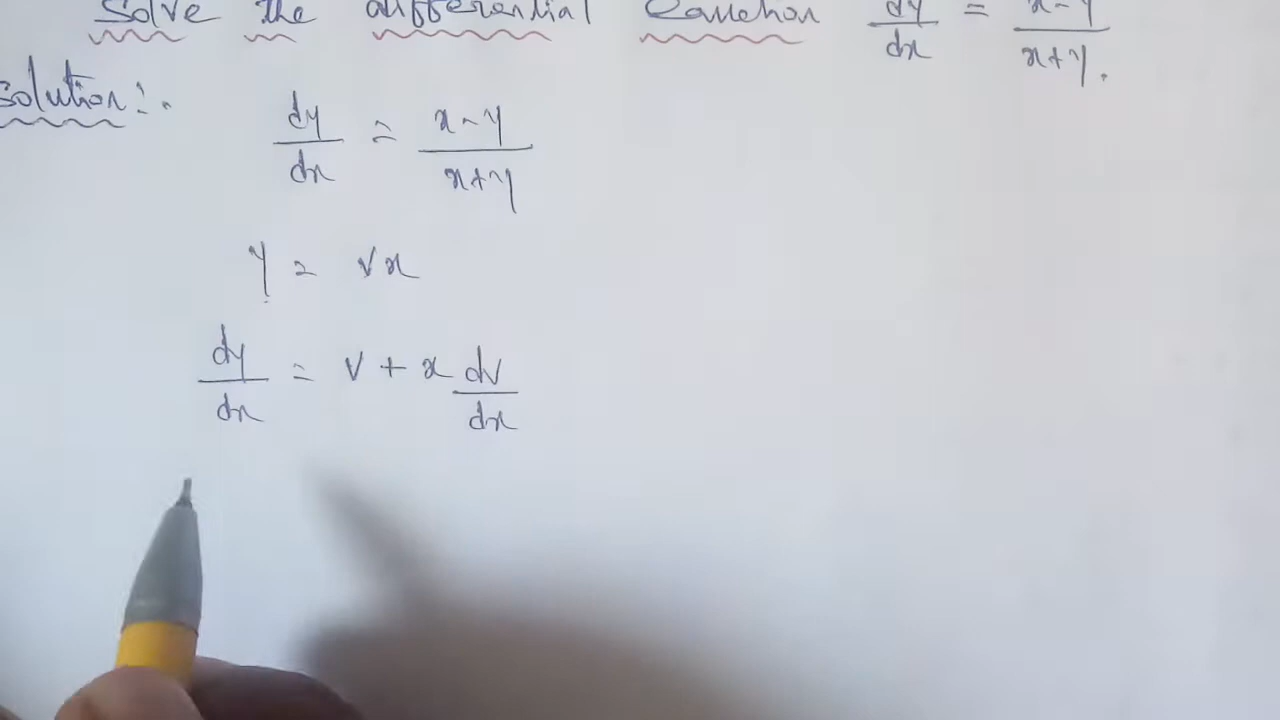 Solve the differential Equation dy/dx = x-y/x+y.
Solution:-
dy/dx = x-y/x+y
y = vx
dy/dx = v + x dv/dx